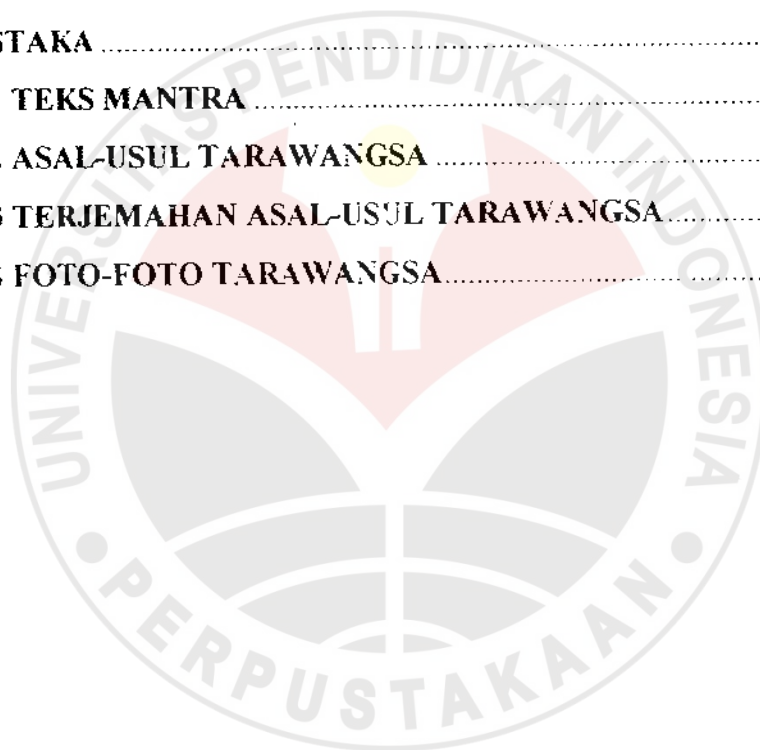 STAKA
TEKS MANTRA
ASAL-USUL TARAWANGSA
TERJEMAHAN ASAL-USUL TARAWANGSA
FOTO-FOTO TARAWANGSA
UNIVERSITAS PENDIDIKAN INDONESIA
PERPUSTAKAAN